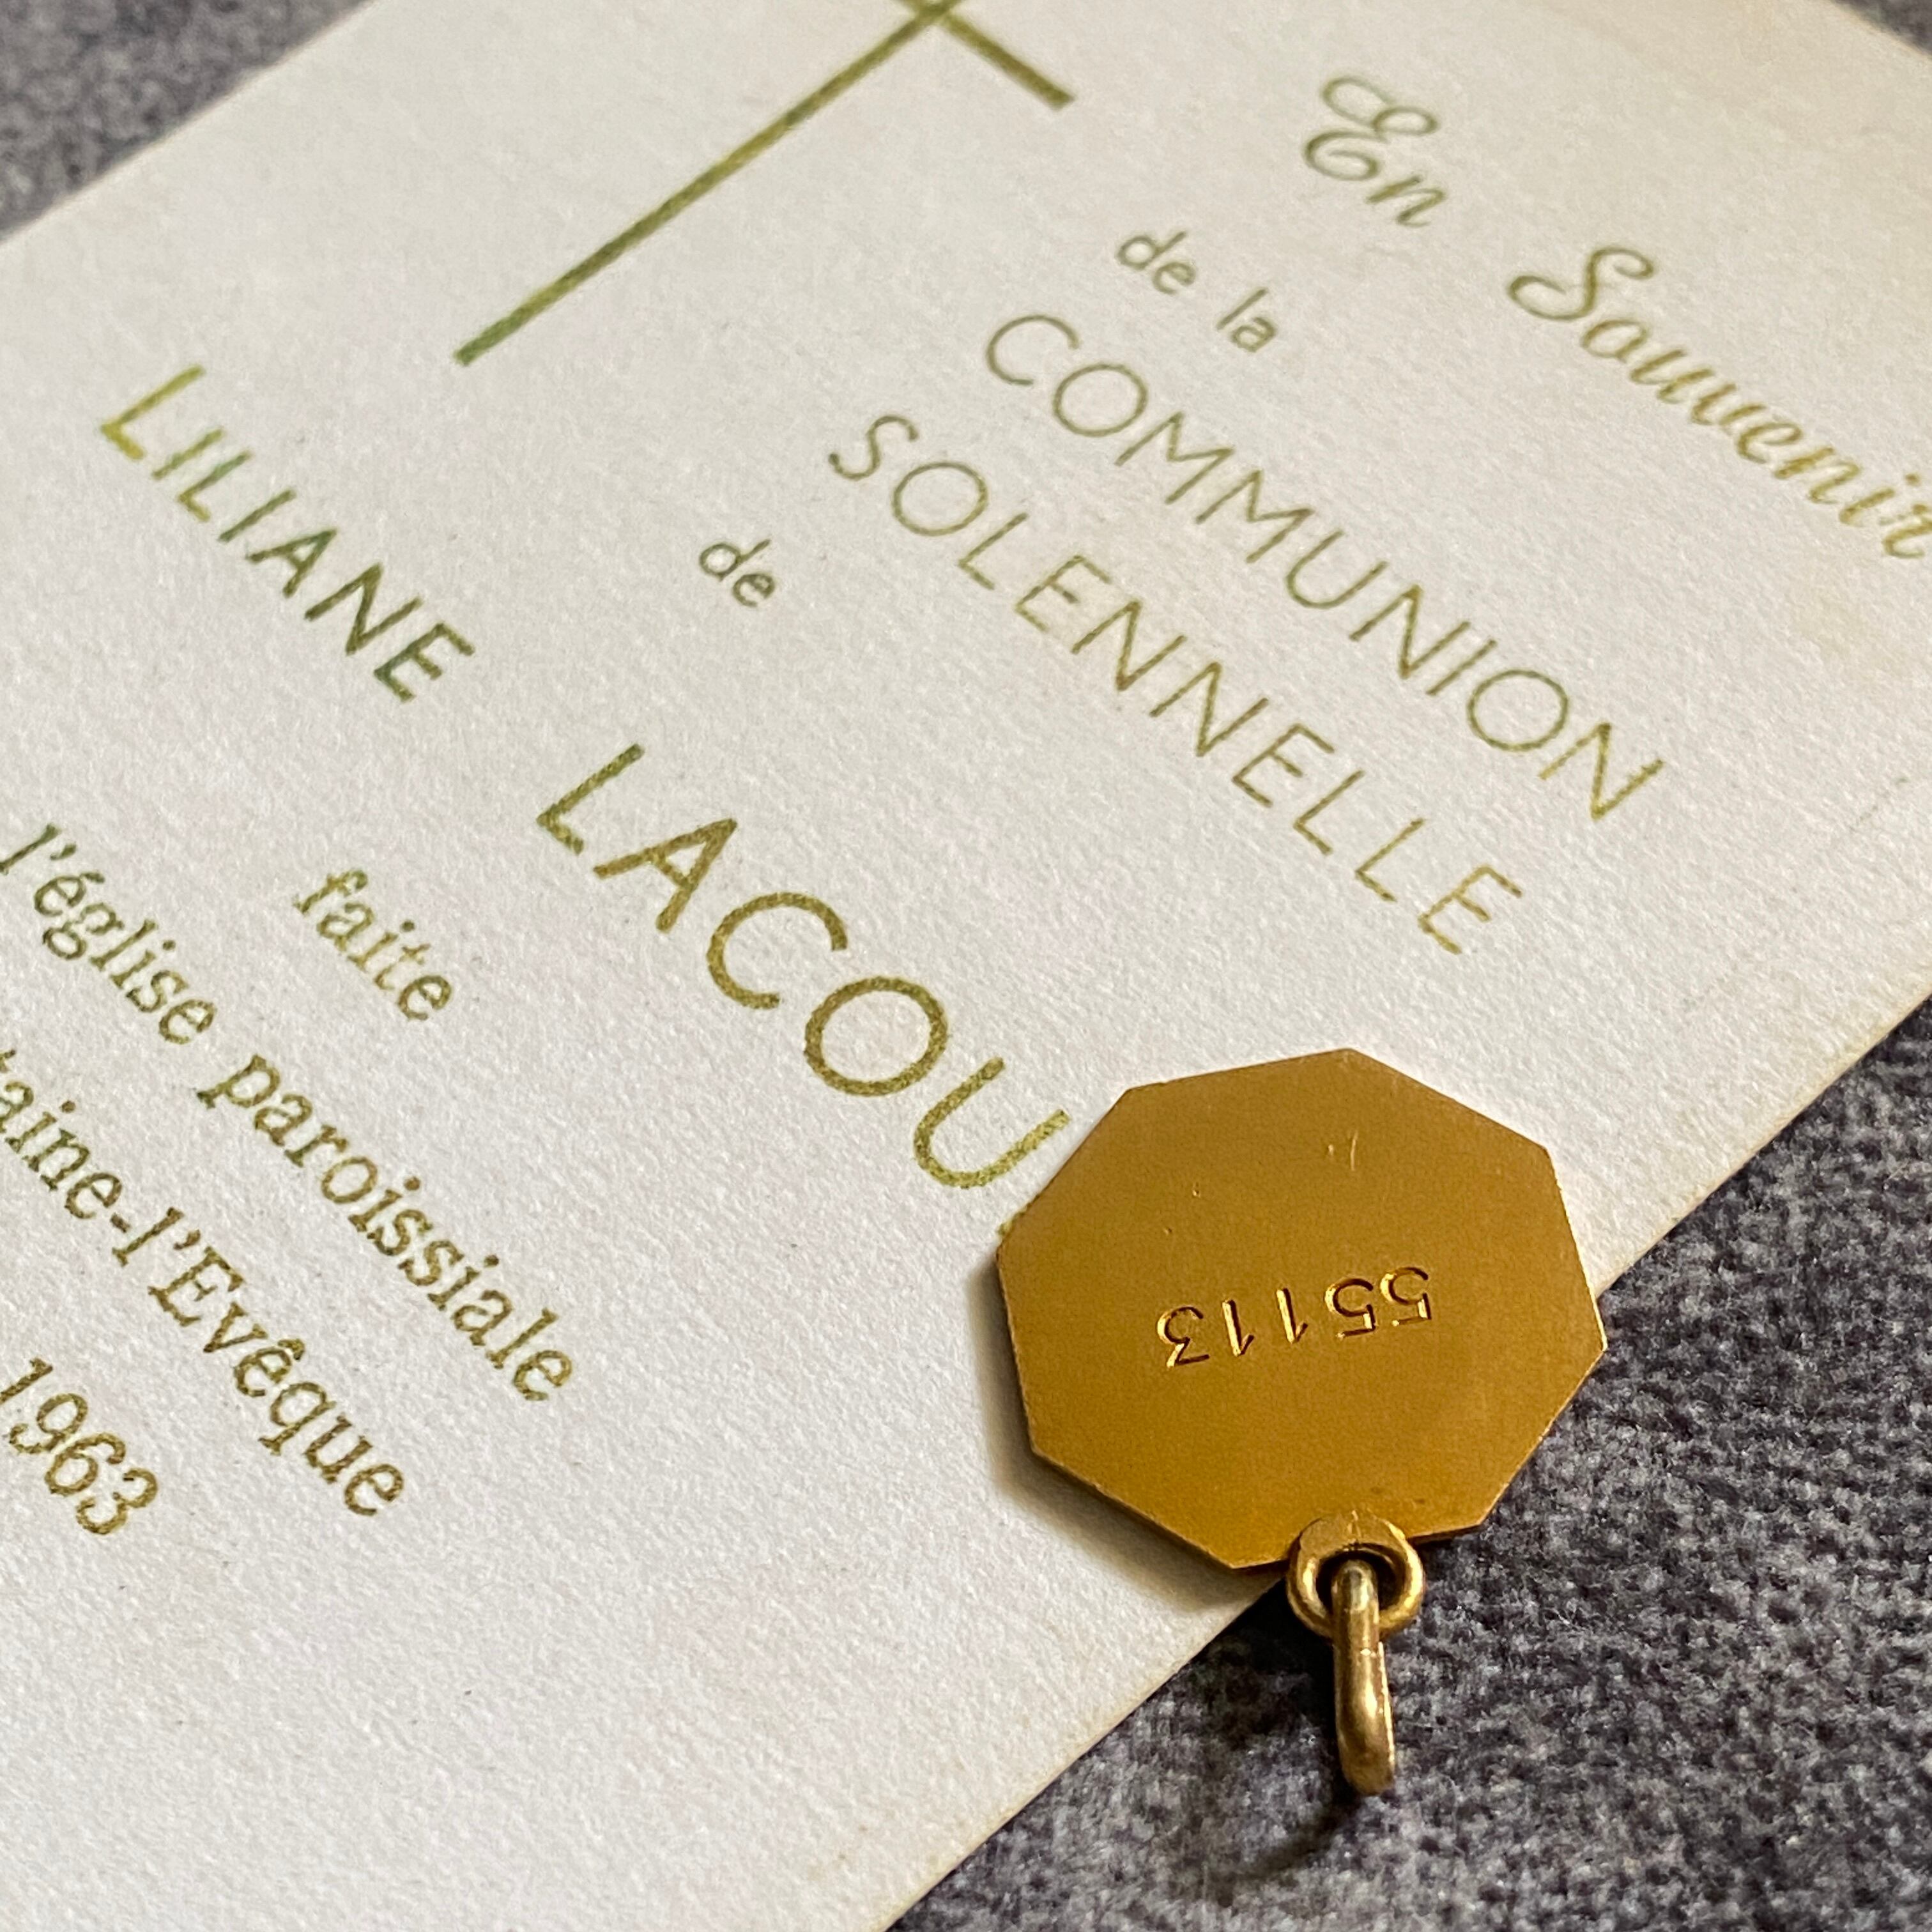 En Souvenir
de la
COMMUNION
SOLENNELLE
de
LILIANE LACOU
faite
l'église paroissiale
taine-l'Evêque
1963
55113